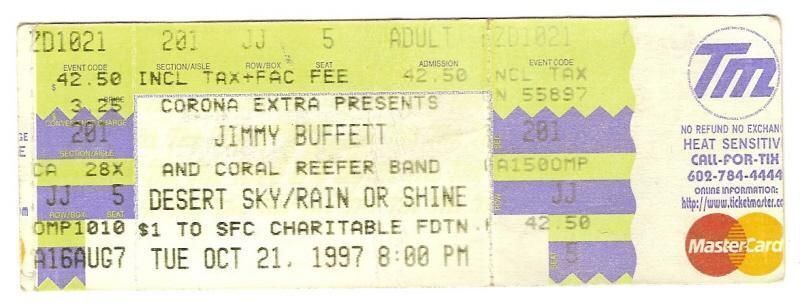 ZD1021 201 JJ 5 ADULT ZD1021
EVENT CODE SECTION/AISLE ROW/BOX SEAT ADMISSION EVENT CODE
$ 42.50 INCL TAX+FAC FEE 42.50 INCL TAX
PRICE
3.25 CORONA EXTRA PRESENTS CN 55897
CONVENIENCE CHARGE
201 JIMMY BUFFETT 201
SECTION/AISLE
CA 28X AND CORAL REEFER BAND A1500MP
JJ 5 DESERT SKY/RAIN OR SHINE JJ
ROW/BOX SEAT
OMP1010 $1 TO SFC CHARITABLE FDTN. 42.50
A16AUG7 TUE OCT 21, 1997 8:00 PM 5
TM
NO REFUND NO EXCHAN
HEAT SENSITIV
CALL-FOR-TIX
602-784-4444
ONLINE INFORMATION:
http://www.ticketmaster.co
MasterCard